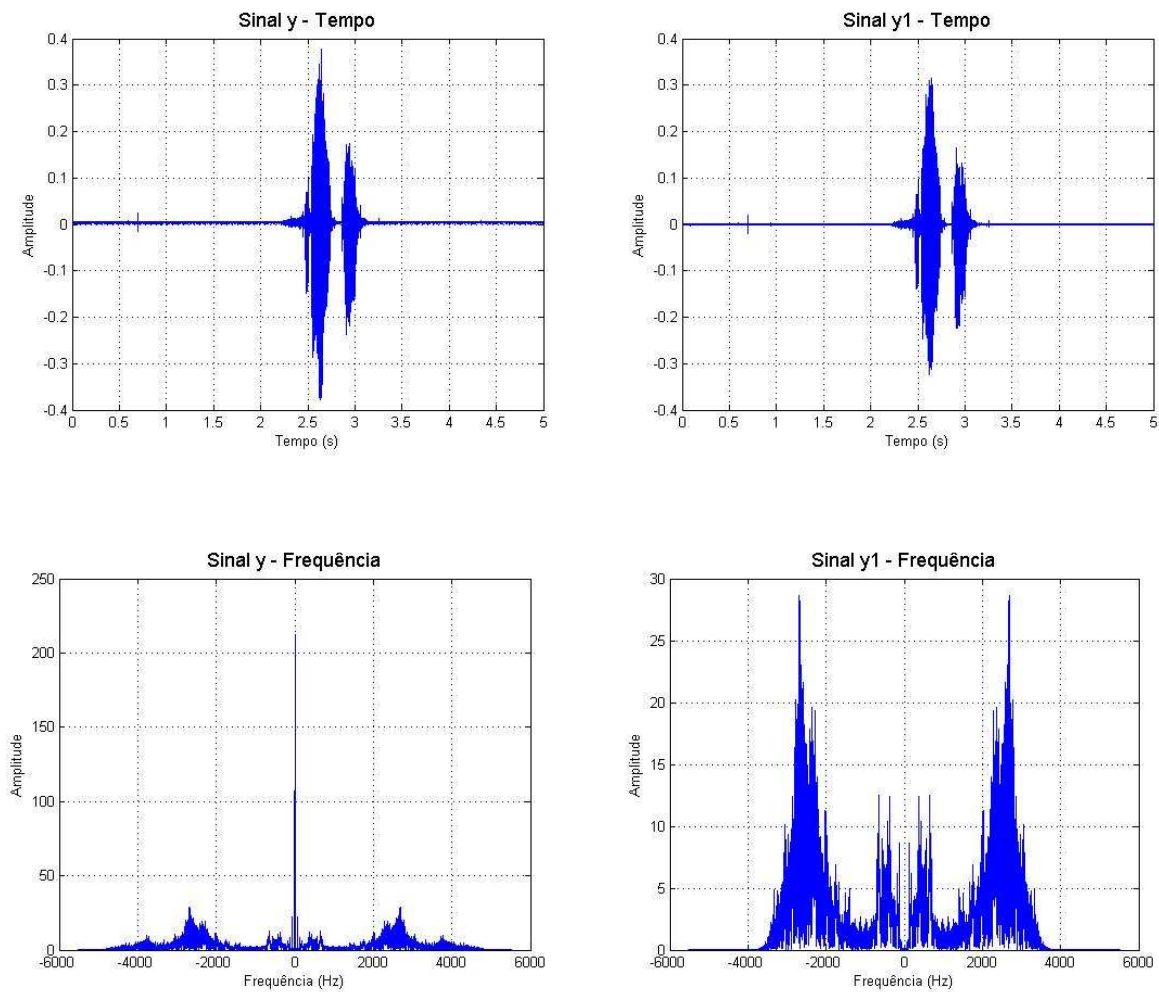 Sinal y - Tempo
Amplitude
0.4
0.3
0.2
0.1
0
-0.1
-0.2
-0.3
-0.4
0 0.5 1 1.5 2 2.5 3 3.5 4 4.5 5
Tempo (s)
Sinal y1 - Tempo
Amplitude
0.4
0.3
0.2
0.1
0
-0.1
-0.2
-0.3
-0.4
0 0.5 1 1.5 2 2.5 3 3.5 4 4.5 5
Tempo (s)
Sinal y - Frequência
Amplitude
250
200
150
100
50
0
-6000 -4000 -2000 0 2000 4000 6000
Frequência (Hz)
Sinal y1 - Frequência
Amplitude
30
25
20
15
10
5
0
-6000 -4000 -2000 0 2000 4000 6000
Frequência (Hz)